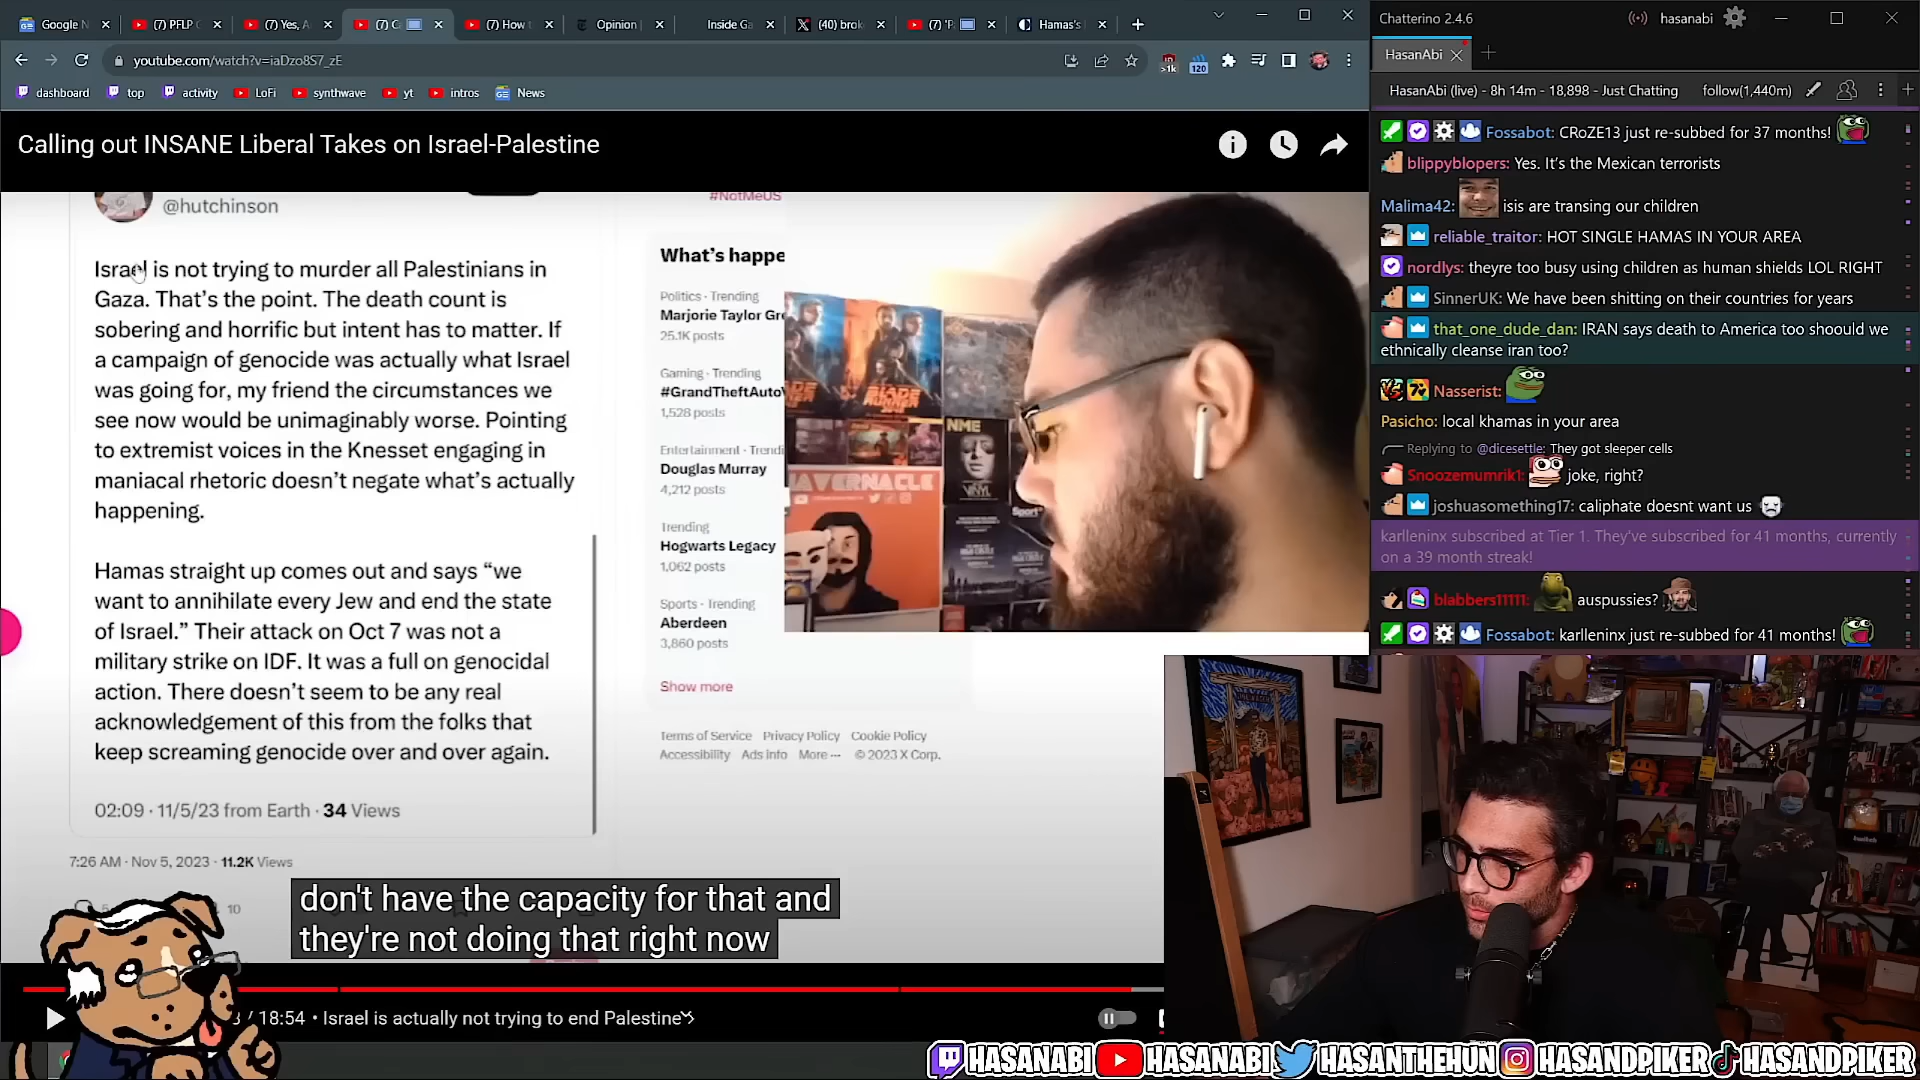 Google N
(7) PFLP
(7) Yes, A
(7) C
(7) How t
Opinion
Inside Ga
(40) brok
(7) 'P
Hamas's
youtube.com/watch?v=iaDzo8S7_zE
>1k
120
dashboard
top
activity
LoFi
synthwave
yt
intros
News
Calling out INSANE Liberal Takes on Israel-Palestine
@hutchinson
Israel is not trying to murder all Palestinians in
Gaza. That's the point. The death count is
sobering and horrific but intent has to matter. If
a campaign of genocide was actually what Israel
was going for, my friend the circumstances we
see now would be unimaginably worse. Pointing
to extremist voices in the Knesset engaging in
maniacal rhetoric doesn't negate what's actually
happening.
Hamas straight up comes out and says "we
want to annihilate every Jew and end the state
of Israel." Their attack on Oct 7 was not a
military strike on IDF. It was a full on genocidal
action. There doesn't seem to be any real
acknowledgement of this from the folks that
keep screaming genocide over and over again.
02:09 · 11/5/23 from Earth · 34 Views
7:26 AM · Nov 5, 2023 · 11.2K Views
10
#NotMeUS
What's happe
Politics · Trending
Marjorie Taylor Gre
25.1K posts
Gaming · Trending
#GrandTheftAuto
1,528 posts
Entertainment · Trendi
Douglas Murray
4,212 posts
Trending
Hogwarts Legacy
1,062 posts
Sports · Trending
Aberdeen
3,860 posts
Show more
Terms of Service Privacy Policy Cookie Policy
Accessibility Ads info More ··· © 2023 X Corp.
NME
VINYL
AVERNACLE
Sport
don't have the capacity for that and
they're not doing that right now
/ 18:54 • Israel is actually not trying to end Palestine
Chatterino 2.4.6
hasanabi
HasanAbi
HasanAbi (live) - 8h 14m - 18,898 - Just Chatting
follow(1,440m)
Fossabot: CRoZE13 just re-subbed for 37 months!
blippyblopers: Yes. It's the Mexican terrorists
Malima42: isis are transing our children
reliable_traitor: HOT SINGLE HAMAS IN YOUR AREA
nordlys: theyre too busy using children as human shields LOL RIGHT
SinnerUK: We have been shitting on their countries for years
that_one_dude_dan: IRAN says death to America too shoould we
ethnically cleanse iran too?
Nasserist:
Pasicho: local khamas in your area
Replying to @dicesettle: They got sleeper cells
Snoozemumrik1: joke, right?
joshuasomething17: caliphate doesnt want us
karlleninx subscribed at Tier 1. They've subscribed for 41 months, currently
on a 39 month streak!
blabbers11111: auspussies?
Fossabot: karlleninx just re-subbed for 41 months!
HASANABI
HASANABI
HASANTHEHUN
HASANDPIKER
HASANDPIKER